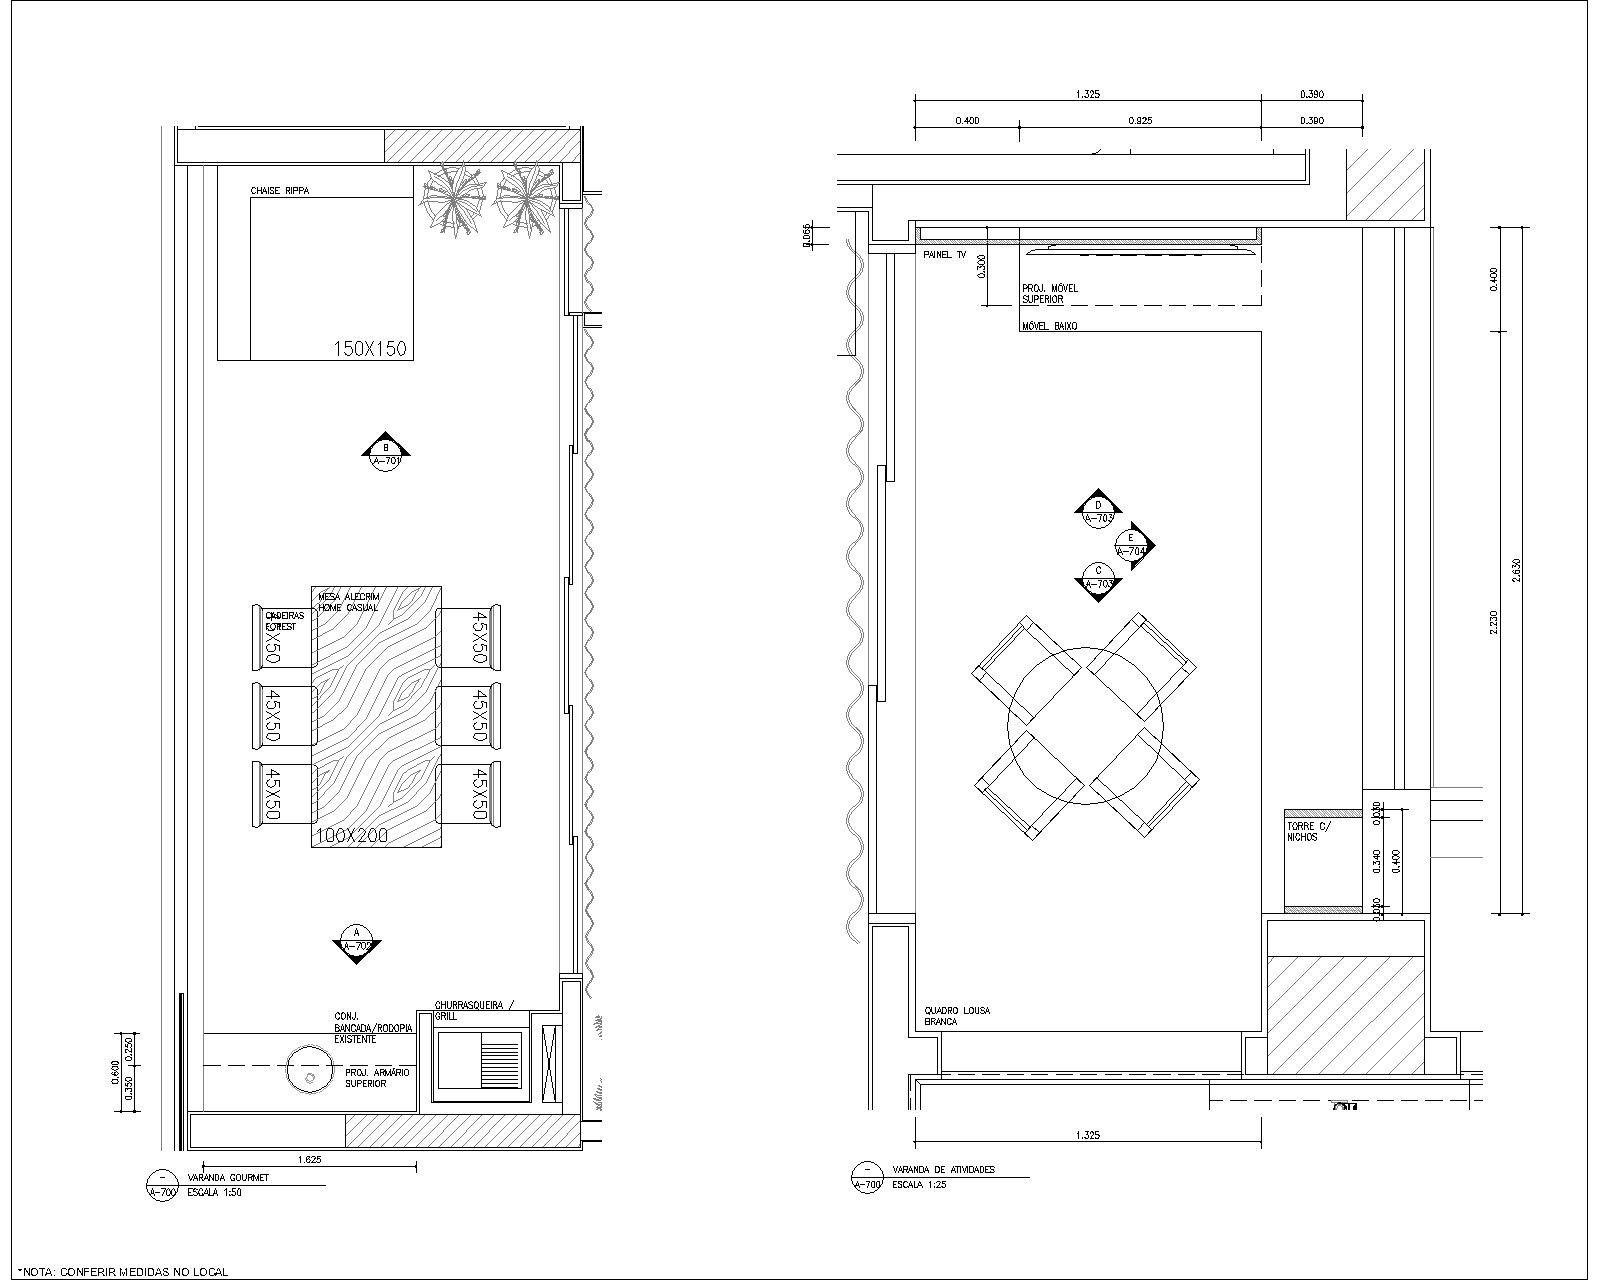 1.325
0.390
0.400
0.925
0.390
CHAISE RIPPA
150X150
0.065
PAINEL TV
0.300
PROJ. MÓVEL
SUPERIOR
MÓVEL BAIXO
0.400
B
A-701
D
A-703
E
A-704
C
A-703
2.630
2.230
MESA ALECRIM
HOME CASUAL
CADEIRAS
FOREST
45X50
45X50
45X50
45X50
45X50
45X50
100X200
TORRE C/
NICHOS
0.030
0.340
0.400
0.030
A
A-702
CHURRASQUEIRA /
GRILL
CONJ.
BANCADA/RODOPIA
EXISTENTE
PROJ. ARMÁRIO
SUPERIOR
0.600
0.250
0.350
QUADRO LOUSA
BRANCA
1.625
1.325
-
A-700
VARANDA GOURMET
ESCALA 1:50
-
A-700
VARANDA DE ATIVIDADES
ESCALA 1:25
*NOTA: CONFERIR MEDIDAS NO LOCAL